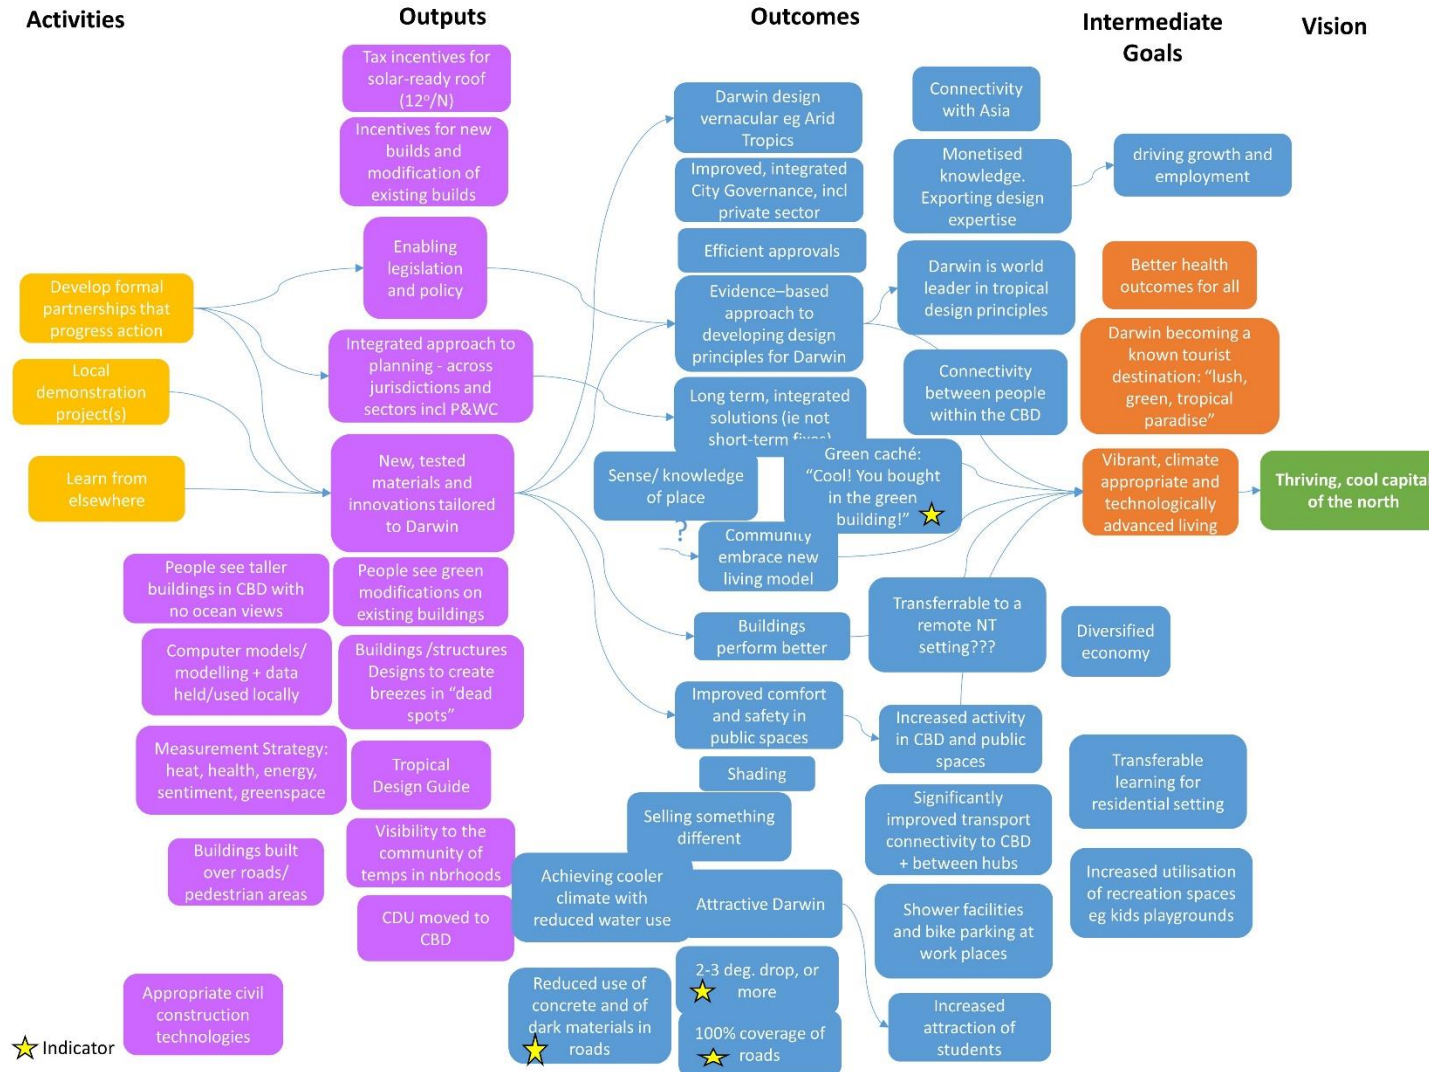 Activities
Outputs
Outcomes
Intermediate
Goals
Vision
Develop formal
partnerships that
progress action
Local
demonstration
project(s)
Learn from
elsewhere
Tax incentives for
solar-ready roof
(12°/N)
Incentives for new
builds and
modification of
existing builds
Enabling
legislation
and policy
Integrated approach to
planning - across
jurisdictions and
sectors incl P&WC
New, tested
materials and
innovations tailored
to Darwin
People see taller
buildings in CBD with
no ocean views
People see green
modifications on
existing buildings
Computer models/
modelling + data
held/used locally
Buildings /structures
Designs to create
breezes in “dead
spots”
Measurement Strategy:
heat, health, energy,
sentiment, greenspace
Tropical
Design Guide
Buildings built
over roads/
pedestrian areas
Visibility to the
community of
temps in nbrhoods
CDU moved to
CBD
Appropriate civil
construction
technologies
Indicator
Darwin design
vernacular eg Arid
Tropics
Improved, integrated
City Governance, incl
private sector
Efficient approvals
Evidence–based
approach to
developing design
principles for Darwin
Long term, integrated
solutions (ie not
short-term fixes)
Sense/ knowledge
of place
?
Green caché:
“Cool! You bought
in the green
building!”
Community
embrace new
living model
Buildings
perform better
Improved comfort
and safety in
public spaces
Shading
Selling something
different
Achieving cooler
climate with
reduced water use
Attractive Darwin
Reduced use of
concrete and of
dark materials in
roads
2-3 deg. drop, or
more
100% coverage of
roads
Connectivity
with Asia
Monetised
knowledge.
Exporting design
expertise
Darwin is world
leader in tropical
design principles
Connectivity
between people
within the CBD
Transferrable to a
remote NT
setting???
Increased activity
in CBD and public
spaces
Significantly
improved transport
connectivity to CBD
+ between hubs
Shower facilities
and bike parking at
work places
Increased
attraction of
students
driving growth and
employment
Better health
outcomes for all
Darwin becoming a
known tourist
destination: “lush,
green, tropical
paradise”
Vibrant, climate
appropriate and
technologically
advanced living
Diversified
economy
Transferable
learning for
residential setting
Increased utilisation
of recreation spaces
eg kids playgrounds
Thriving, cool capital
of the north